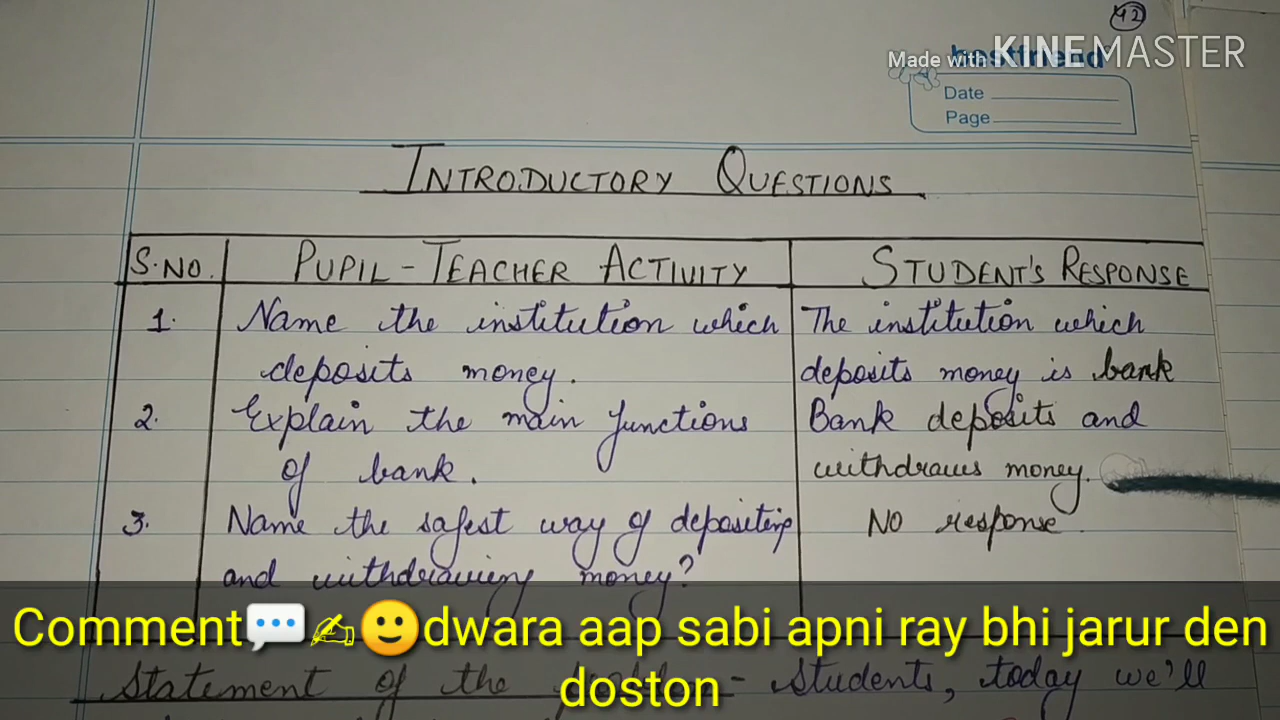 42
Made with KINEMASTER
bestfriend
Date
Page
INTRODUCTORY QUESTIONS
S.NO. PUPIL-TEACHER ACTIVITY STUDENT'S RESPONSE
1. Name the institution which The institution which
deposits money. deposits money is bank
2. Explain the main functions Bank deposits and
of bank. withdraws money.
3. Name the safest way of depositing No response.
and withdrawing money?
Comment💬✍🙂dwara aap sabi apni ray bhi jarur den
doston
Statement of the - Students, today we'll